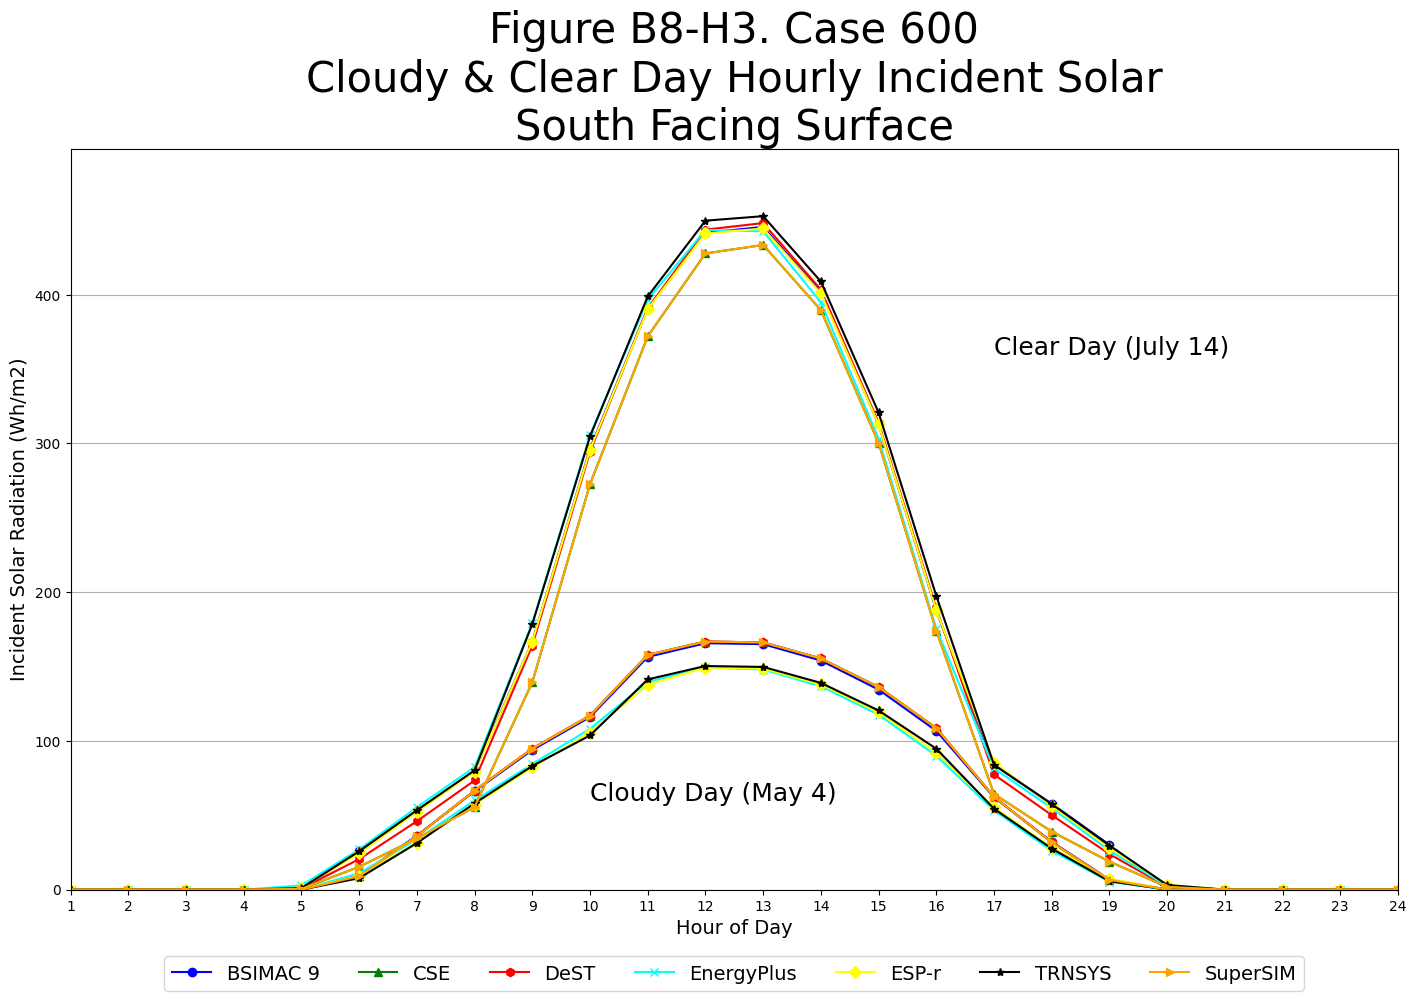 Figure B8-H3. Case 600
Cloudy & Clear Day Hourly Incident Solar
South Facing Surface
Incident Solar Radiation (Wh/m2)
400
300
200
100
0
Clear Day (July 14)
Cloudy Day (May 4)
1 2 3 4 5 6 7 8 9 10 11 12 13 14 15 16 17 18 19 20 21 22 23 24
Hour of Day
BSIMAC 9 CSE DeST EnergyPlus ESP-r TRNSYS SuperSIM